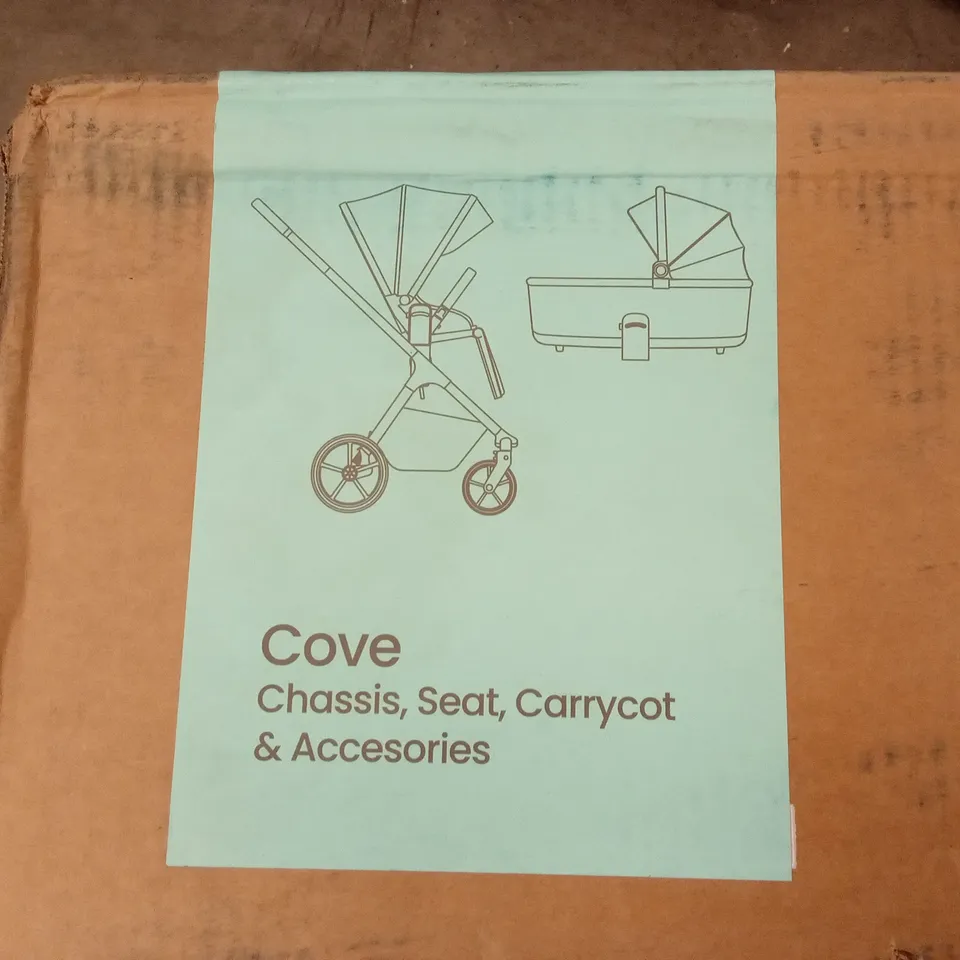 Cove
Chassis, Seat, Carrycot
& Accesories